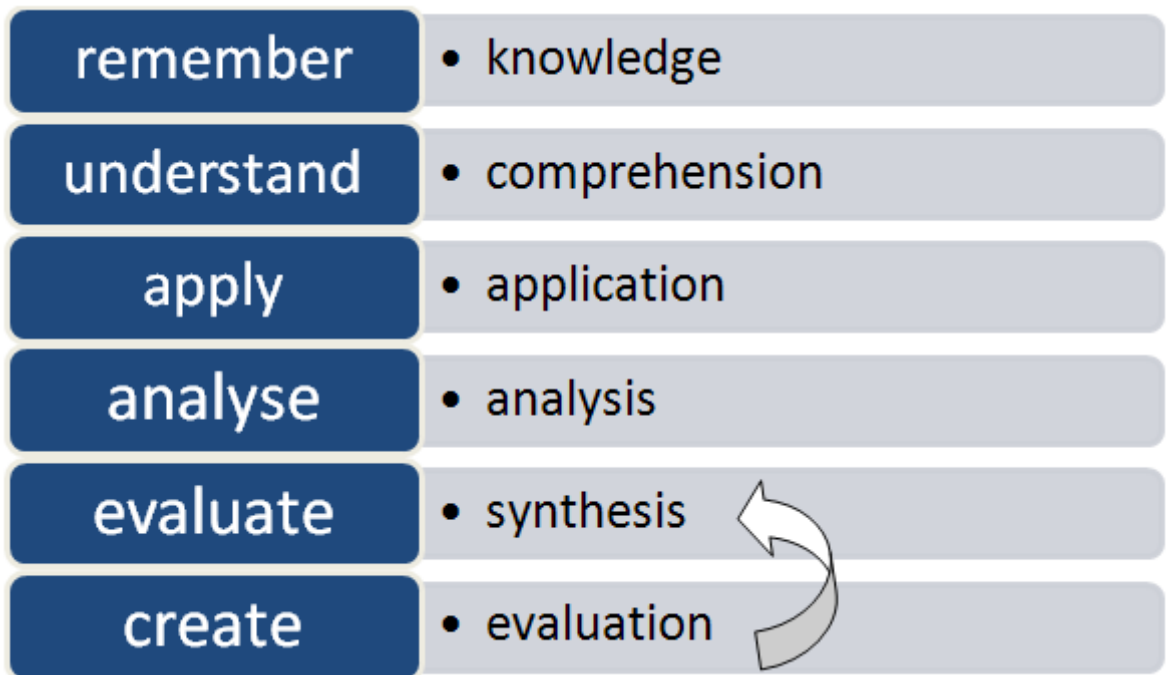 remember • knowledge
understand • comprehension
apply • application
analyse • analysis
evaluate • synthesis
create • evaluation